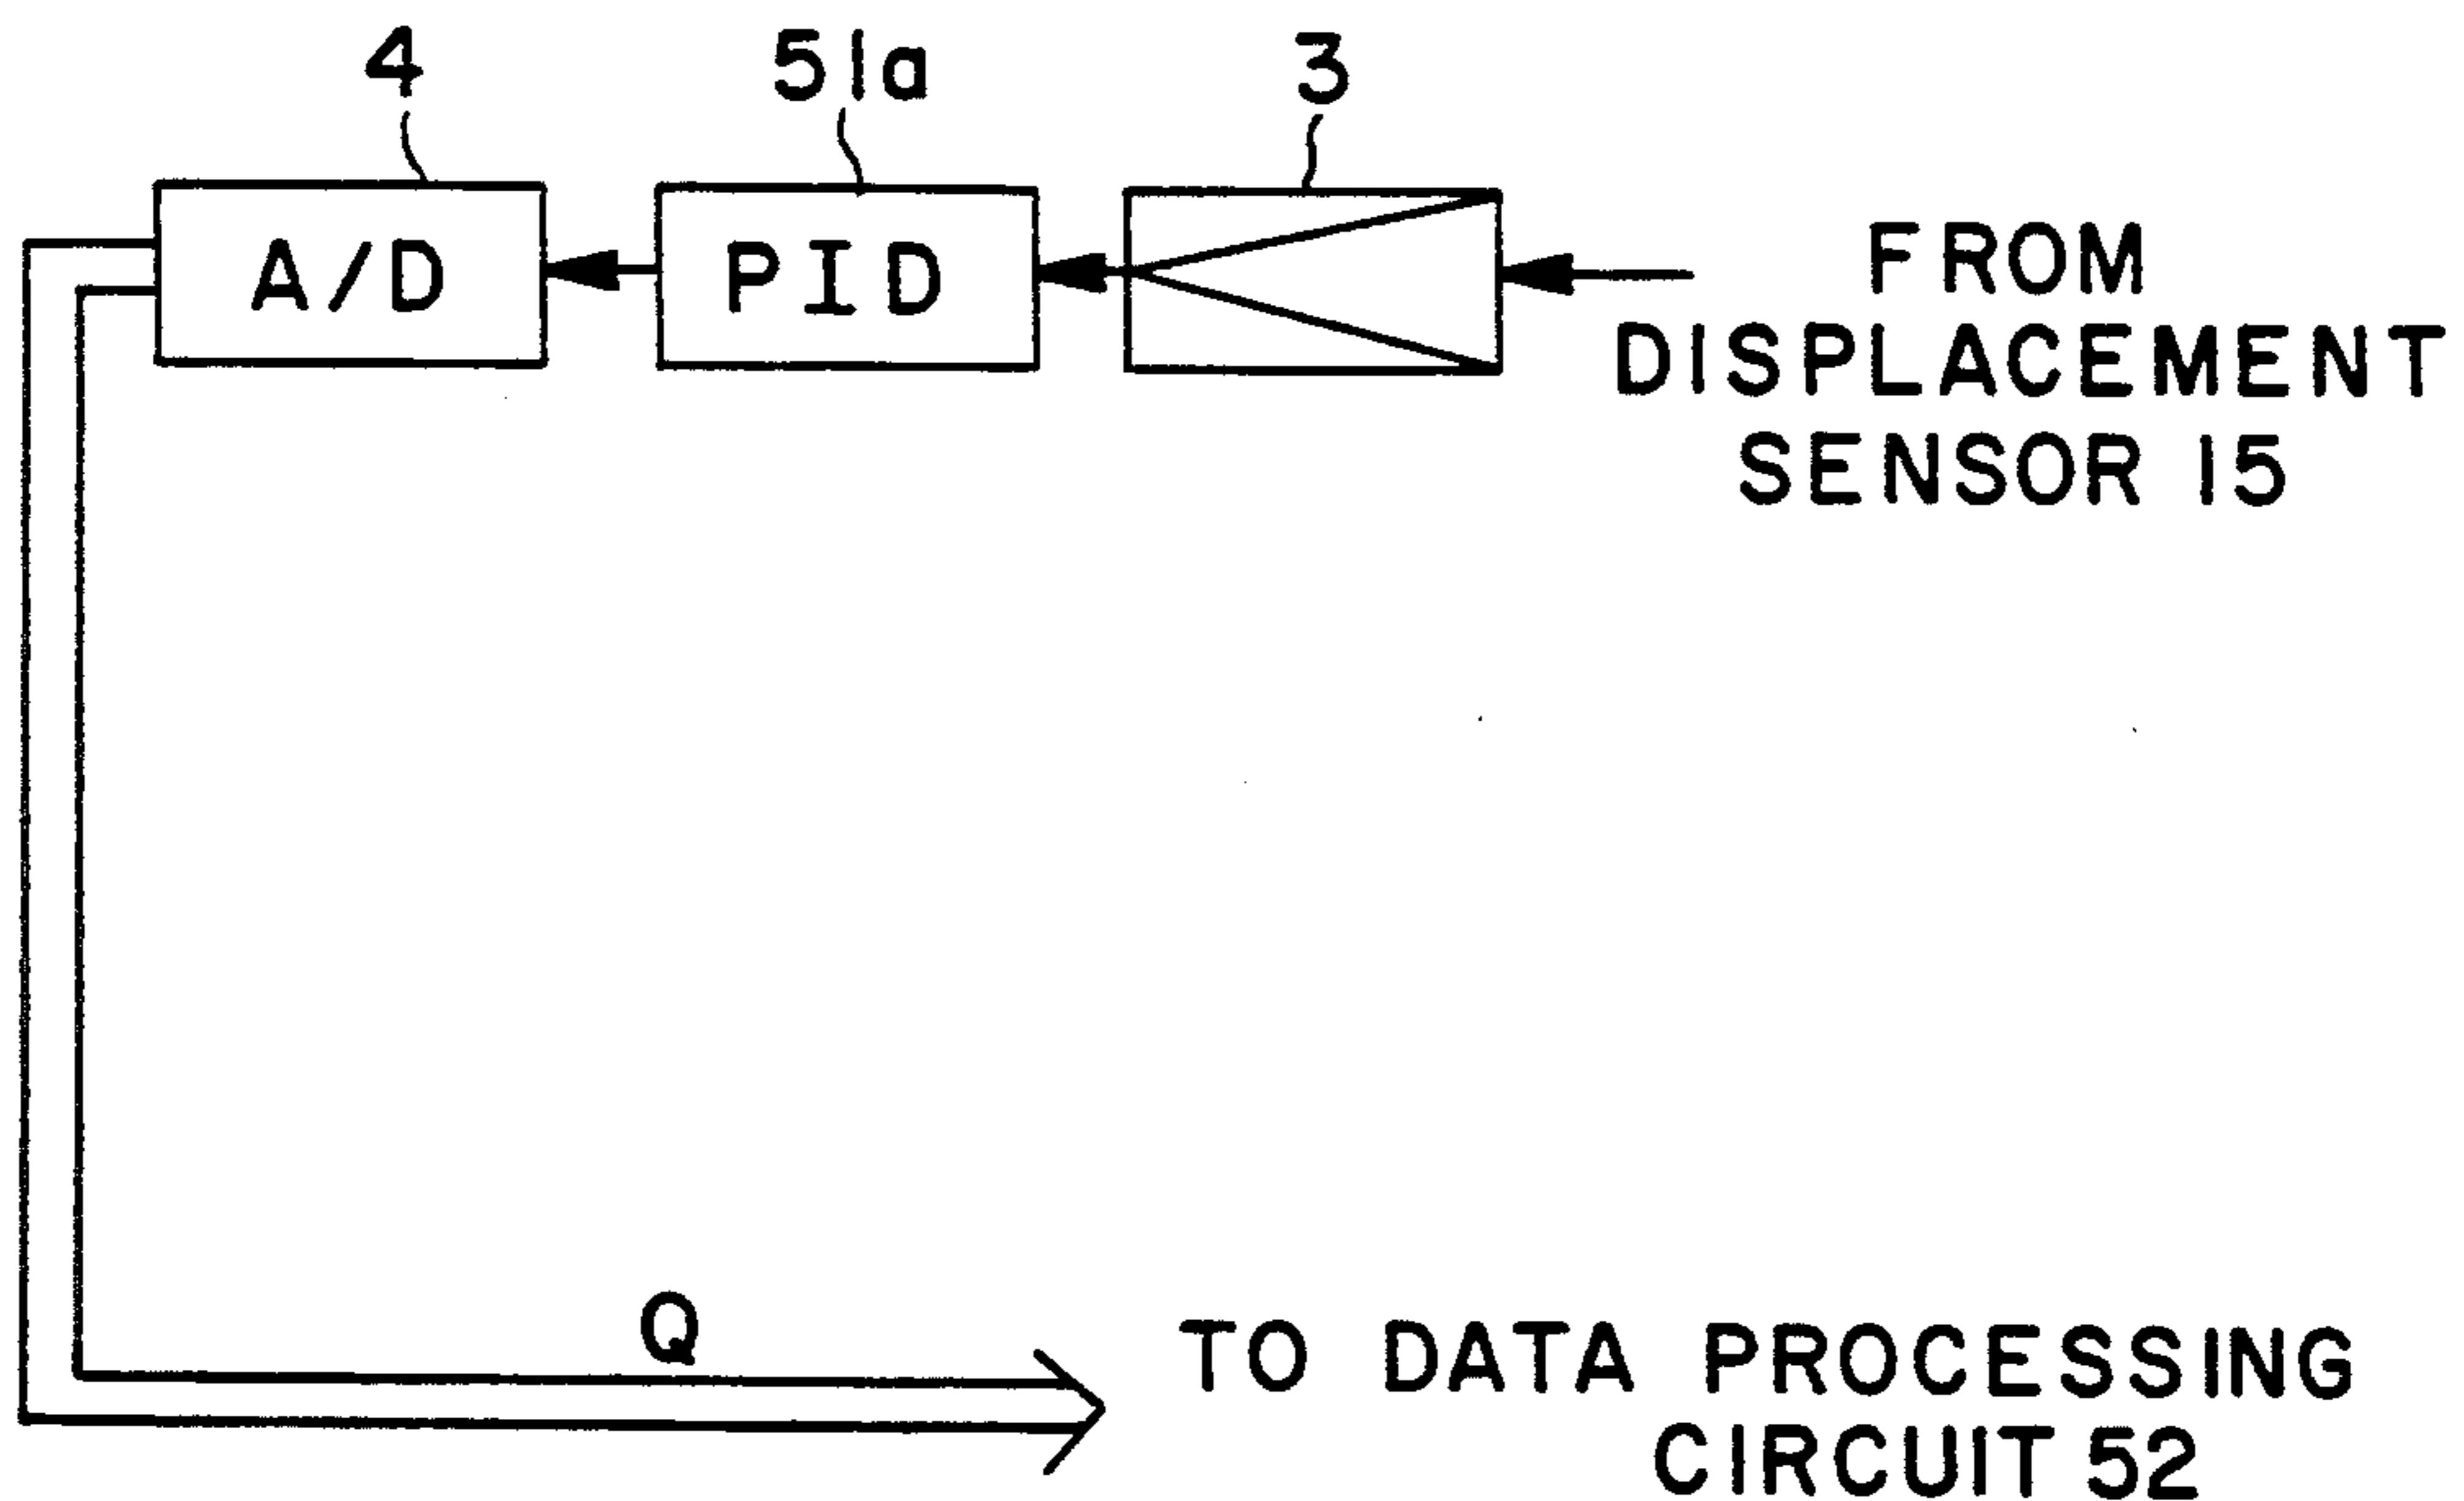 4 51a 3
A/D PID
FROM
DISPLACEMENT
SENSOR 15
Q
TO DATA PROCESSING
CIRCUIT 52